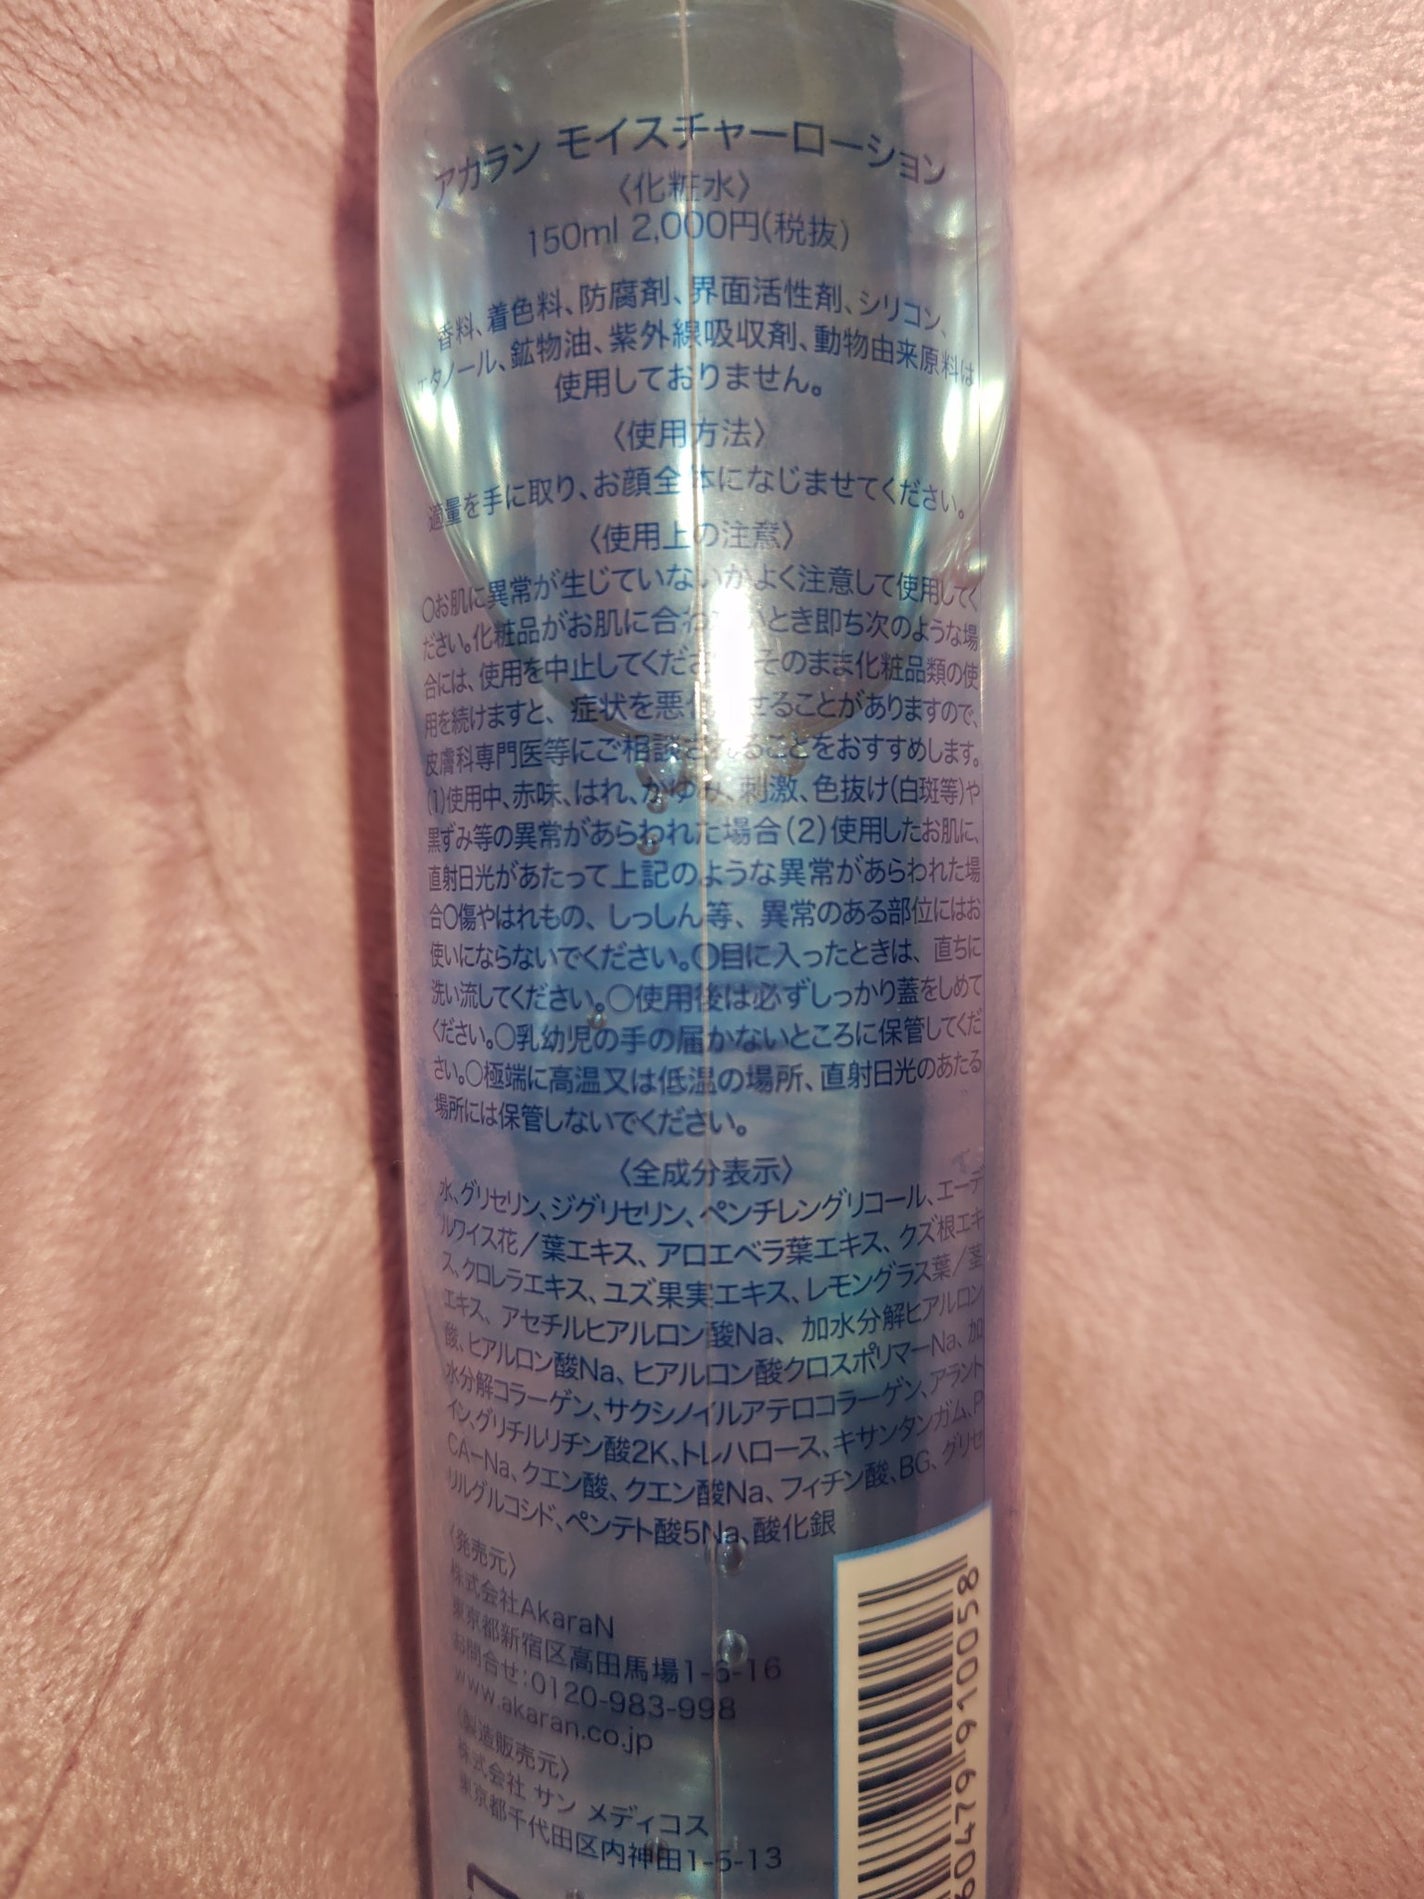 アカラン モイスチャーローション
〈化粧水〉
150ml 2,000円(税抜)
香料、着色料、防腐剤、界面活性剤、シリコン、
エタノール、鉱物油、紫外線吸収剤、動物由来原料は
使用しておりません。
〈使用方法〉
適量を手に取り、お顔全体になじませてください。
〈使用上の注意〉
○お肌に異常が生じていないかよく注意して使用してく
ださい。化粧品がお肌に合わないとき即ち次のような場
合には、使用を中止してくださ そのまま化粧品類の使
用を続けますと、症状を悪化させることがありますので、
皮膚科専門医等にご相談されることをおすすめします。
(1)使用中、赤味、はれ、かゆみ、刺激、色抜け(白斑等)や
黒ずみ等の異常があらわれた場合(2)使用したお肌に、
直射日光があたって上記のような異常があらわれた場
合○傷やはれもの、しっしん等、異常のある部位にはお
使いにならないでください。○目に入ったときは、直ちに
洗い流してください。○使用後は必ずしっかり蓋をしめて
ください。○乳幼児の手の届かないところに保管してくだ
さい。○極端に高温又は低温の場所、直射日光のあたる
場所には保管しないでください。
〈全成分表示〉
水、グリセリン、ジグリセリン、ペンチレングリコール、エーデ
ルワイス花/葉エキス、アロエベラ葉エキス、クズ根エキ
ス、クロレラエキス、ユズ果実エキス、レモングラス葉/茎
エキス、アセチルヒアルロン酸Na、加水分解ヒアルロン
酸、ヒアルロン酸Na、ヒアルロン酸クロスポリマーNa、加
水分解コラーゲン、サクシノイルアテロコラーゲン、アラント
イン、グリチルリチン酸2K、トレハロース、キサンタンガム、P
CA-Na、クエン酸、クエン酸Na、フィチン酸、BG、グリセ
リルグルコシド、ペンテト酸5Na、酸化銀
〈発売元〉
株式会社AkaraN
東京都新宿区高田馬場1-5-16
お問合せ:0120-983-998
www.akaran.co.jp
〈製造販売元〉
株式会社 サン メディコス
東京都千代田区内神田1-5-13
60479 910058